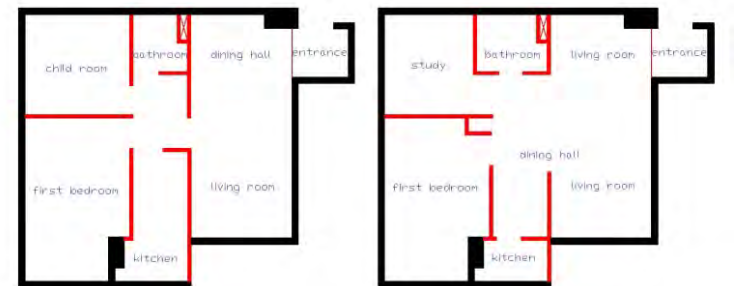 child room
bathroom
dining hall
entrance
first bedroom
living room
kitchen
study
bathroom
living room
entrance
dining hall
first bedroom
living room
kitchen